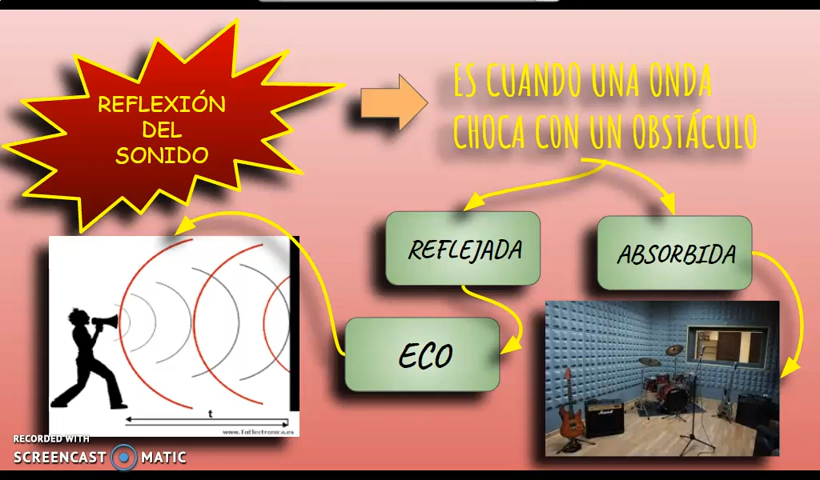 REFLEXIÓN
DEL
SONIDO
ES CUANDO UNA ONDA
CHOCA CON UN OBSTÁCULO
REFLEJADA
ABSORBIDA
ECO
t
www.TuElectronica.es
RECORDED WITH
SCREENCAST MATIC